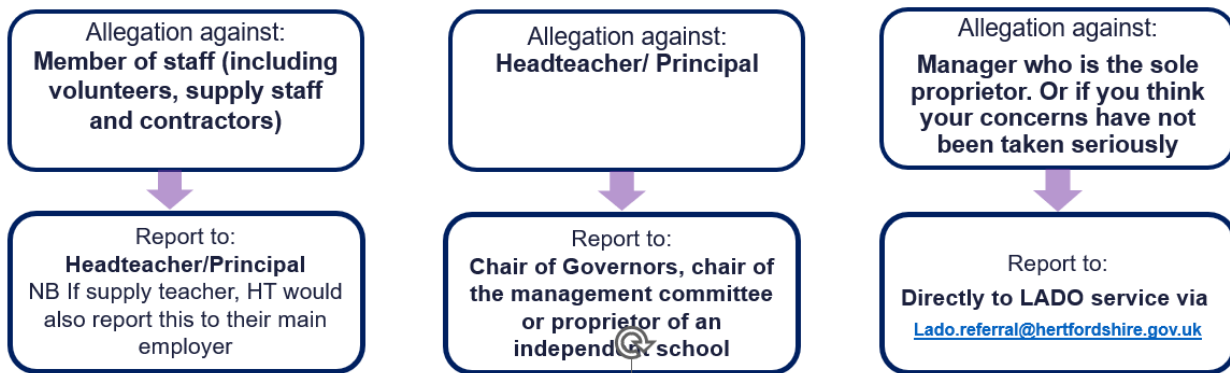 Allegation against:
Member of staff (including
volunteers, supply staff
and contractors)
Report to:
Headteacher/Principal
NB If supply teacher, HT would
also report this to their main
employer
Allegation against:
Headteacher/ Principal
Report to:
Chair of Governors, chair of
the management committee
or proprietor of an
independent school
Allegation against:
Manager who is the sole
proprietor. Or if you think
your concerns have not
been taken seriously
Report to:
Directly to LADO service via
Lado.referral@hertfordshire.gov.uk